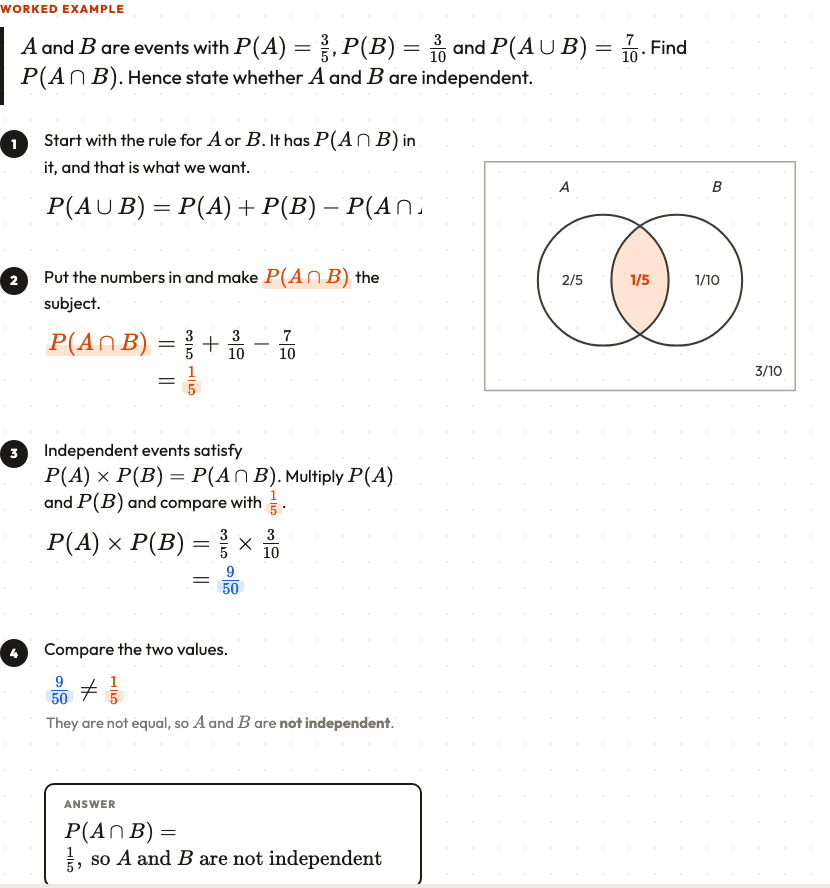 WORKED EXAMPLE
A and B are events with P(A) = 3/5, P(B) = 3/10 and P(A ∪ B) = 7/10. Find
P(A ∩ B). Hence state whether A and B are independent.
1
Start with the rule for A or B. It has P(A ∩ B) in
it, and that is what we want.
P(A ∪ B) = P(A) + P(B) − P(A ∩
2
Put the numbers in and make P(A ∩ B) the
subject.
P(A ∩ B) = 3/5 + 3/10 − 7/10
= 1/5
3
Independent events satisfy
P(A) × P(B) = P(A ∩ B). Multiply P(A)
and P(B) and compare with 1/5.
P(A) × P(B) = 3/5 × 3/10
= 9/50
4
Compare the two values.
9/50 ≠ 1/5
They are not equal, so A and B are not independent.
ANSWER
P(A ∩ B) =
1/5, so A and B are not independent
A B
2/5 1/5 1/10
3/10